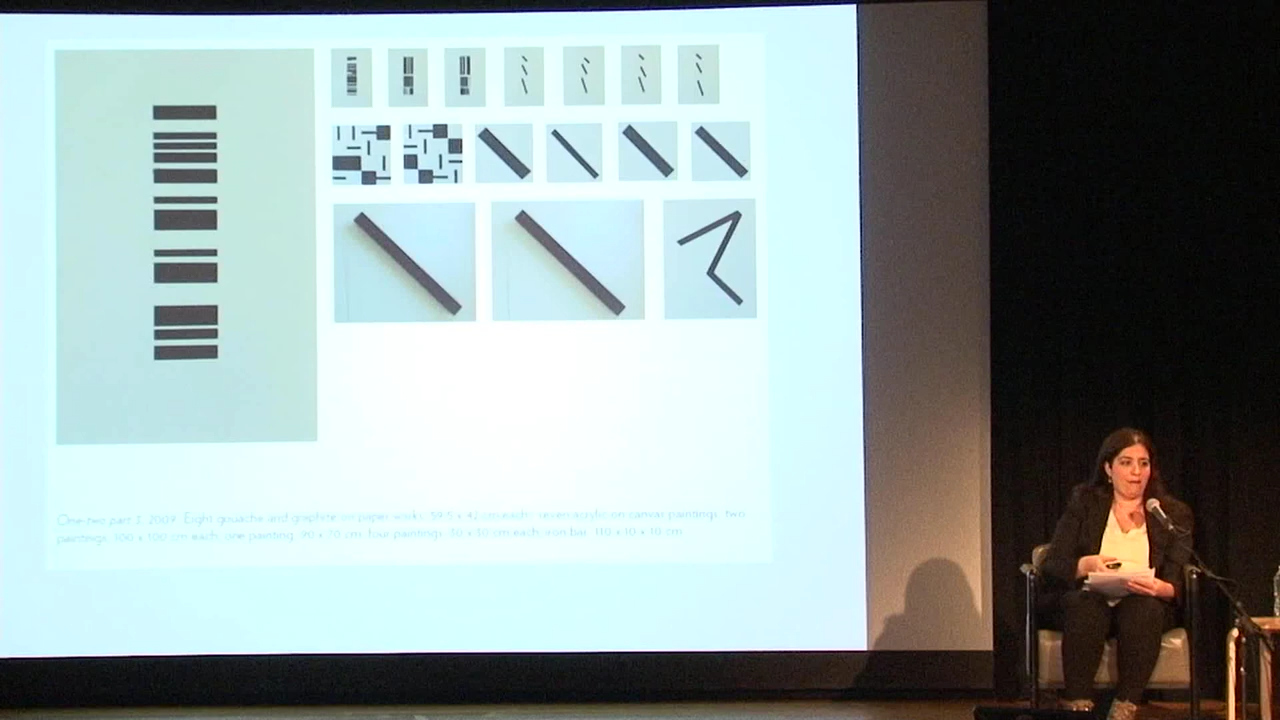 One-two part 3, 2009. Eight gouache and graphite on paper works, 59.5 x 42 cm each; seven acrylic on canvas paintings: two
paintings, 100 x 100 cm each; one painting, 90 x 70 cm; four paintings, 30 x 30 cm each; iron bar, 110 x 10 x 10 cm